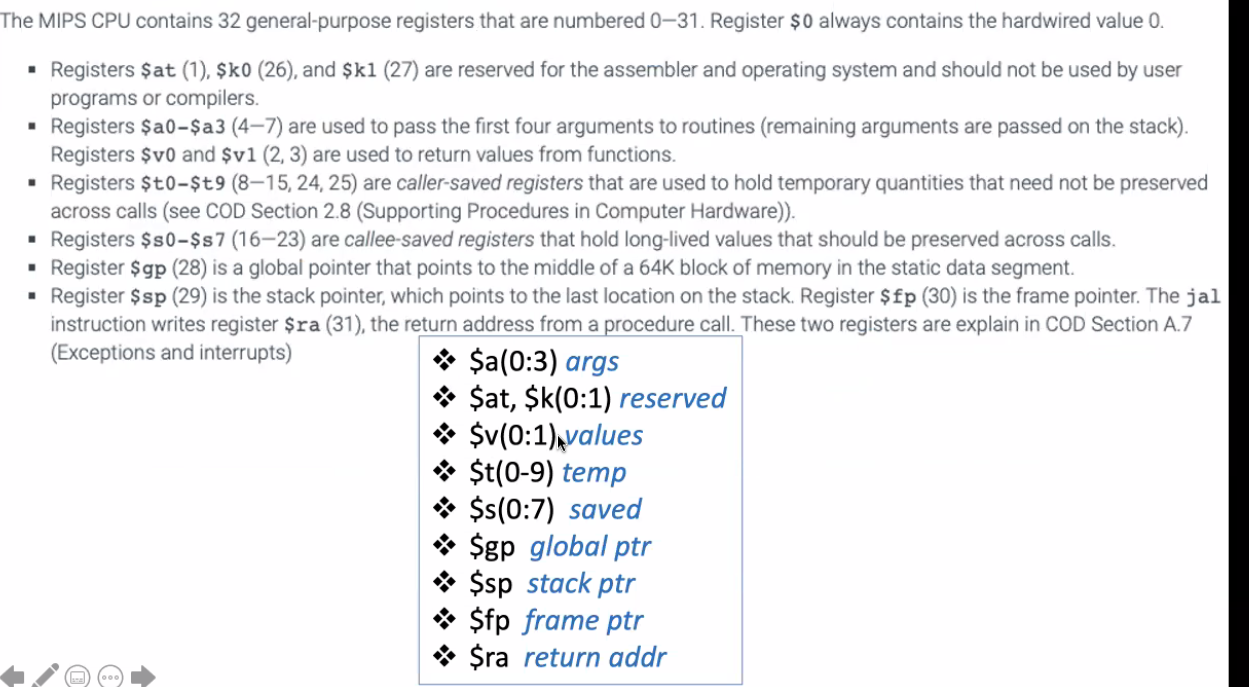 The MIPS CPU contains 32 general-purpose registers that are numbered 0—31. Register $0 always contains the hardwired value 0.
▪ Registers $at (1), $k0 (26), and $k1 (27) are reserved for the assembler and operating system and should not be used by user
programs or compilers.
▪ Registers $a0–$a3 (4—7) are used to pass the first four arguments to routines (remaining arguments are passed on the stack).
Registers $v0 and $v1 (2, 3) are used to return values from functions.
▪ Registers $t0–$t9 (8—15, 24, 25) are caller-saved registers that are used to hold temporary quantities that need not be preserved
across calls (see COD Section 2.8 (Supporting Procedures in Computer Hardware)).
▪ Registers $s0–$s7 (16—23) are callee-saved registers that hold long-lived values that should be preserved across calls.
▪ Register $gp (28) is a global pointer that points to the middle of a 64K block of memory in the static data segment.
▪ Register $sp (29) is the stack pointer, which points to the last location on the stack. Register $fp (30) is the frame pointer. The jal
instruction writes register $ra (31), the return address from a procedure call. These two registers are explain in COD Section A.7
(Exceptions and interrupts)
❖ $a(0:3) args
❖ $at, $k(0:1) reserved
❖ $v(0:1) values
❖ $t(0-9) temp
❖ $s(0:7) saved
❖ $gp global ptr
❖ $sp stack ptr
❖ $fp frame ptr
❖ $ra return addr